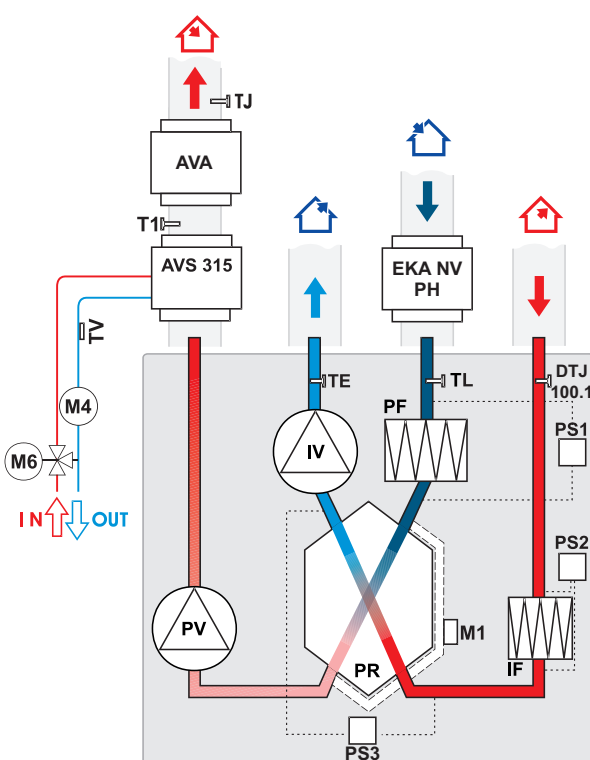 TJ
AVA
T1
AVS 315
EKA NV
PH
TV
TE
TL
DTJ
100.1
M4
PF
PS1
IV
M6
IN
OUT
PS2
PV
M1
PR
IF
PS3